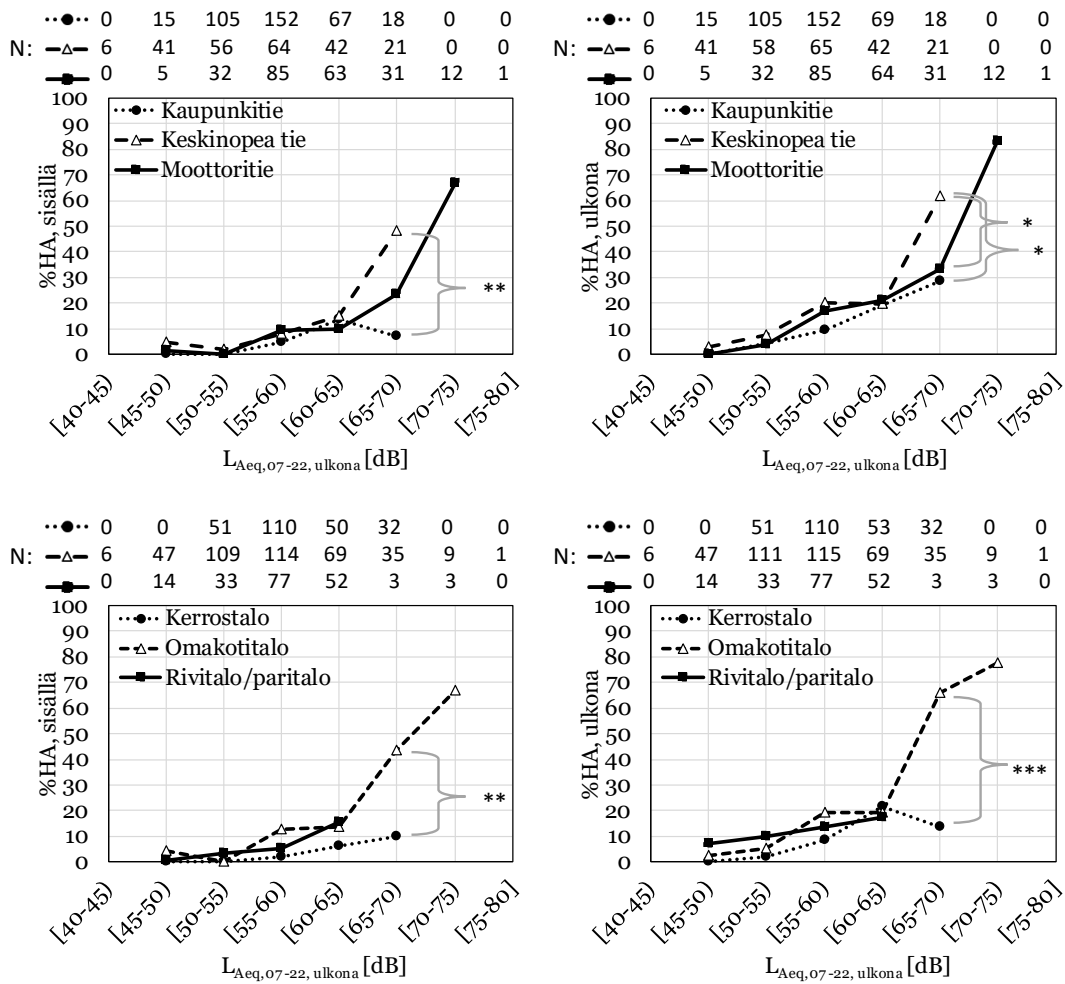 0 15 105 152 67 18 0 0
N: 6 41 56 64 42 21 0 0
0 5 32 85 63 31 12 1
100
90
80
70
60
50
40
30
20
10
0
%HA, sisällä
Kaupunkitie
Keskinopea tie
Moottoritie
**
[40-45) [45-50) [50-55) [55-60) [60-65) [65-70) [70-75) [75-80]
LAeq,07-22, ulkona [dB]
0 15 105 152 69 18 0 0
N: 6 41 58 65 42 21 0 0
0 5 32 85 64 31 12 1
100
90
80
70
60
50
40
30
20
10
0
%HA, ulkona
Kaupunkitie
Keskinopea tie
Moottoritie
*
*
[40-45) [45-50) [50-55) [55-60) [60-65) [65-70) [70-75) [75-80]
LAeq,07-22, ulkona [dB]
0 0 51 110 50 32 0 0
N: 6 47 109 114 69 35 9 1
0 14 33 77 52 3 3 0
100
90
80
70
60
50
40
30
20
10
0
%HA, sisällä
Kerrostalo
Omakotitalo
Rivitalo/paritalo
**
[40-45) [45-50) [50-55) [55-60) [60-65) [65-70) [70-75) [75-80]
LAeq,07-22, ulkona [dB]
0 0 51 110 53 32 0 0
N: 6 47 111 115 69 35 9 1
0 14 33 77 52 3 3 0
100
90
80
70
60
50
40
30
20
10
0
%HA, ulkona
Kerrostalo
Omakotitalo
Rivitalo/paritalo
***
[40-45) [45-50) [50-55) [55-60) [60-65) [65-70) [70-75) [75-80]
LAeq,07-22, ulkona [dB]